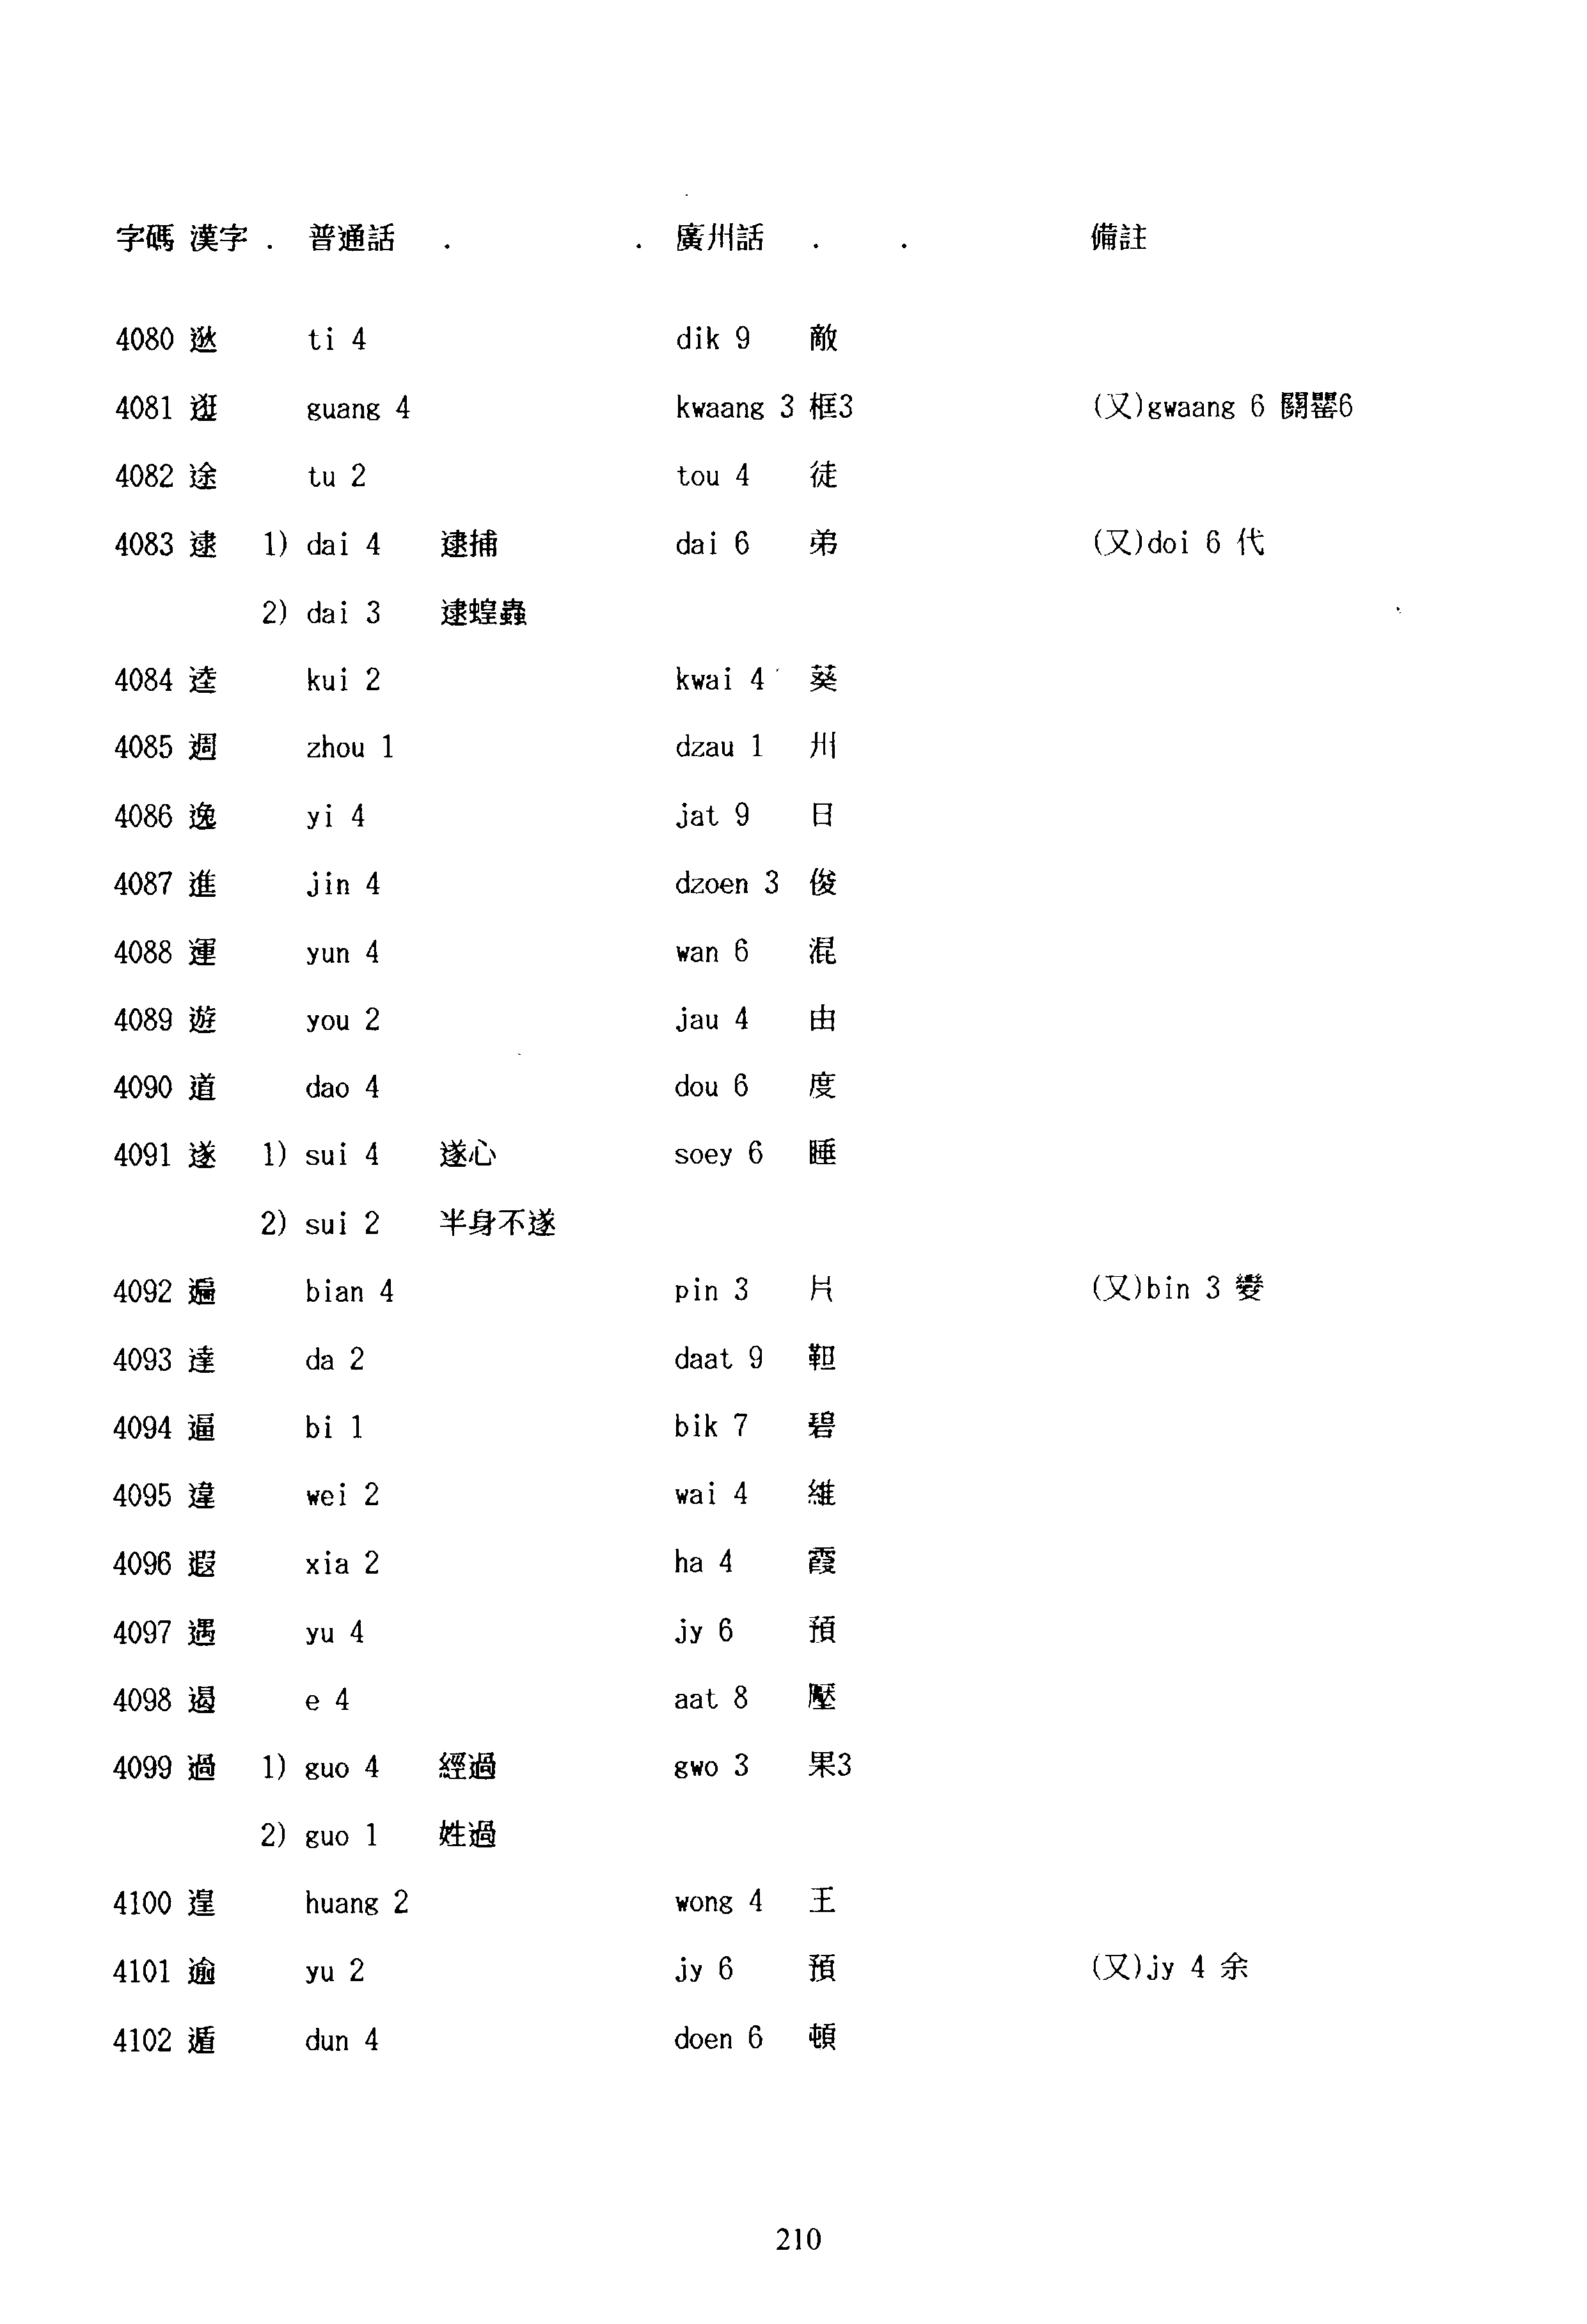 字碼 漢字 . 普通話 . . 廣州話 . . 備註
4080 逖 ti 4 dik 9 敵
4081 逛 guang 4 kwaang 3 框3 (又)gwaang 6 關罌6
4082 途 tu 2 tou 4 徒
4083 逮 1) dai 4 逮捕 dai 6 弟 (又)doi 6 代
2) dai 3 逮蝗蟲
4084 逵 kui 2 kwai 4 葵
4085 週 zhou 1 dzau 1 州
4086 逸 yi 4 jat 9 日
4087 進 jin 4 dzoen 3 俊
4088 運 yun 4 wan 6 混
4089 遊 you 2 jau 4 由
4090 道 dao 4 dou 6 度
4091 遂 1) sui 4 遂心 soey 6 睡
2) sui 2 半身不遂
4092 遍 bian 4 pin 3 片 (又)bin 3 變
4093 達 da 2 daat 9 靼
4094 逼 bi 1 bik 7 碧
4095 違 wei 2 wai 4 維
4096 遐 xia 2 ha 4 霞
4097 遇 yu 4 jy 6 預
4098 遏 e 4 aat 8 壓
4099 過 1) guo 4 經過 gwo 3 果3
2) guo 1 姓過
4100 遑 huang 2 wong 4 王
4101 逾 yu 2 jy 6 預 (又)jy 4 余
4102 遁 dun 4 doen 6 頓
210